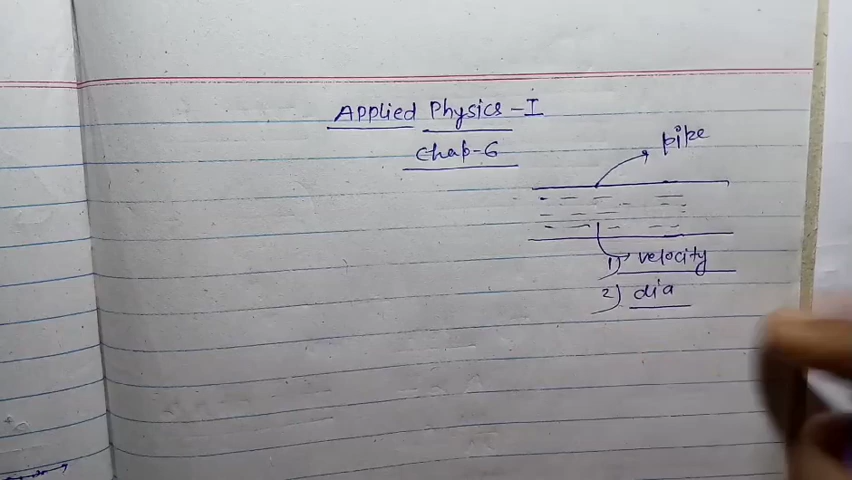 Applied Physics-I
Chap-6
pipe
1) velocity
2) dia